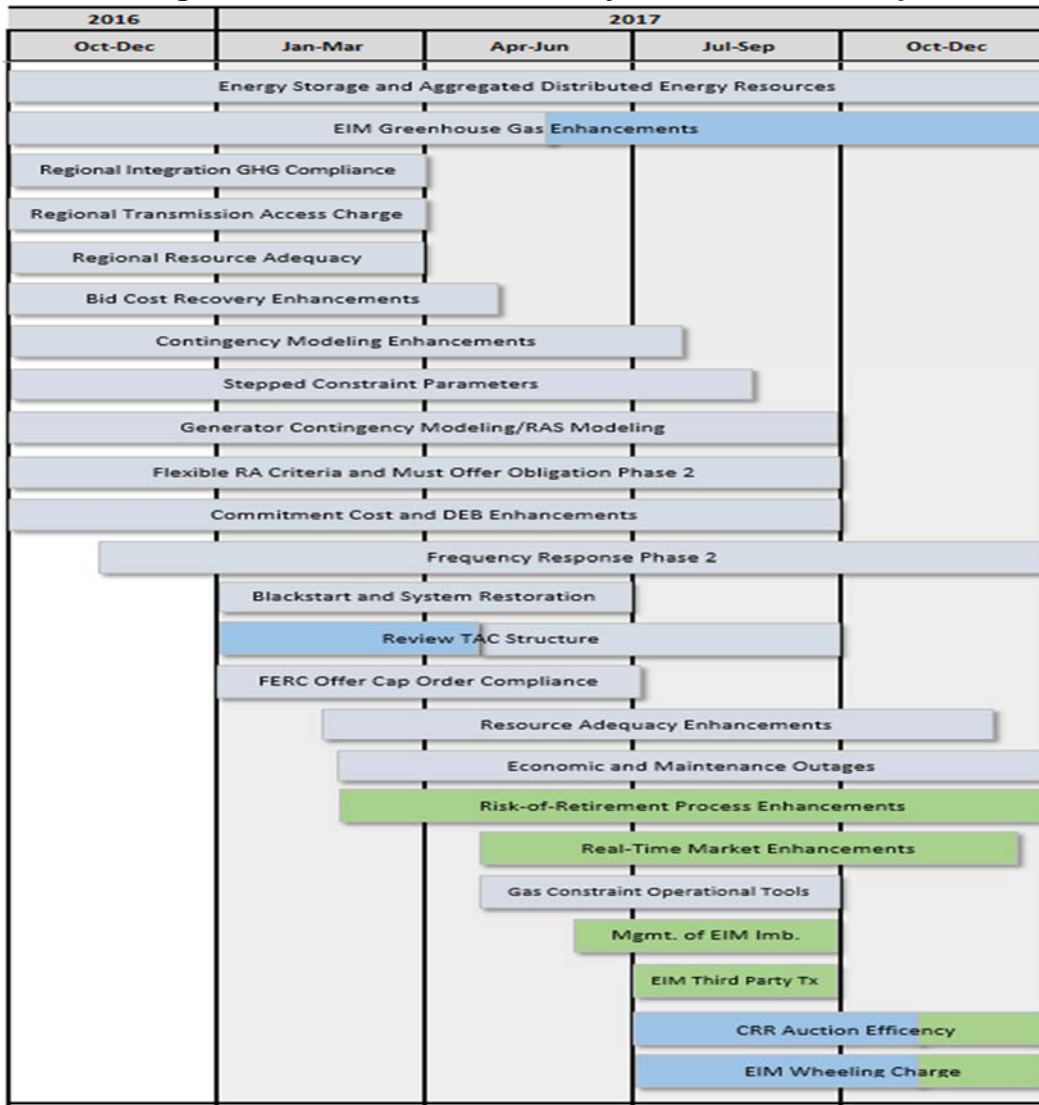 2016 2017
Oct-Dec Jan-Mar Apr-Jun Jul-Sep Oct-Dec
Energy Storage and Aggregated Distributed Energy Resources
EIM Greenhouse Gas Enhancements
Regional Integration GHG Compliance
Regional Transmission Access Charge
Regional Resource Adequacy
Bid Cost Recovery Enhancements
Contingency Modeling Enhancements
Stepped Constraint Parameters
Generator Contingency Modeling/RAS Modeling
Flexible RA Criteria and Must Offer Obligation Phase 2
Commitment Cost and DEB Enhancements
Frequency Response Phase 2
Blackstart and System Restoration
Review TAC Structure
FERC Offer Cap Order Compliance
Resource Adequacy Enhancements
Economic and Maintenance Outages
Risk-of-Retirement Process Enhancements
Real-Time Market Enhancements
Gas Constraint Operational Tools
Mgmt. of EIM Imb.
EIM Third Party Tx
CRR Auction Efficency
EIM Wheeling Charge